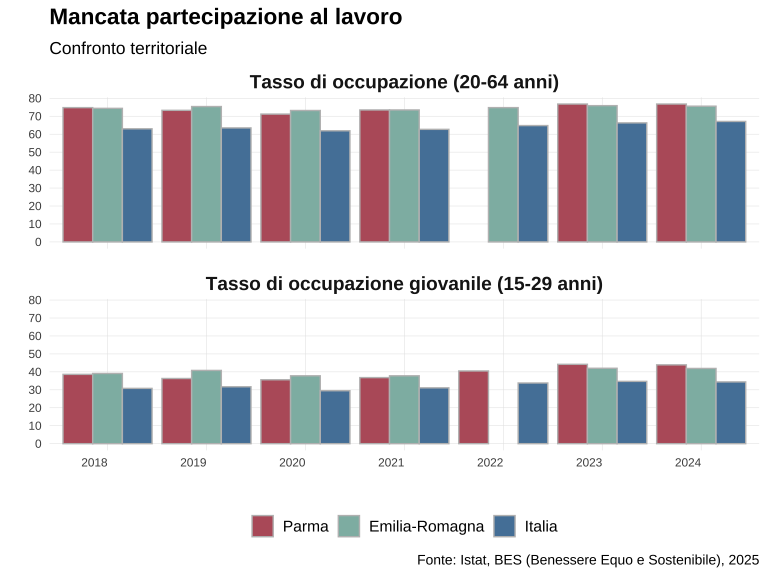 Mancata partecipazione al lavoro
Confronto territoriale
Tasso di occupazione (20-64 anni)
80
70
60
50
40
30
20
10
0
Tasso di occupazione giovanile (15-29 anni)
80
70
60
50
40
30
20
10
0
2018 2019 2020 2021 2022 2023 2024
Parma Emilia-Romagna Italia
Fonte: Istat, BES (Benessere Equo e Sostenibile), 2025